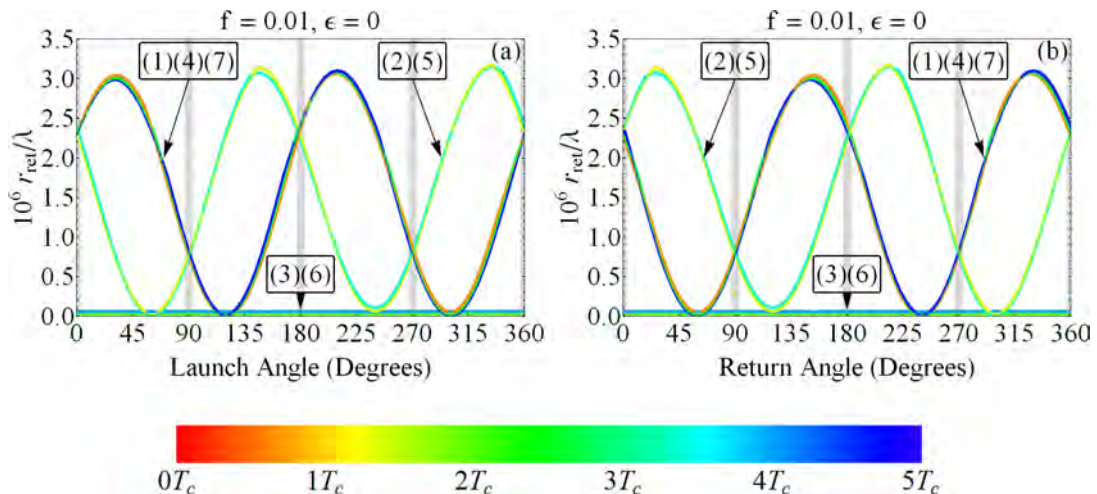 f = 0.01, ϵ = 0
(a)
3.5
3.0
2.5
2.0
1.5
1.0
0.5
0.0
10⁶ r_ret/λ
(1)(4)(7)
(2)(5)
(3)(6)
0 45 90 135 180 225 270 315 360
Launch Angle (Degrees)
f = 0.01, ϵ = 0
(b)
3.5
3.0
2.5
2.0
1.5
1.0
0.5
0.0
10⁶ r_ret/λ
(2)(5)
(1)(4)(7)
(3)(6)
0 45 90 135 180 225 270 315 360
Return Angle (Degrees)
0T_c 1T_c 2T_c 3T_c 4T_c 5T_c